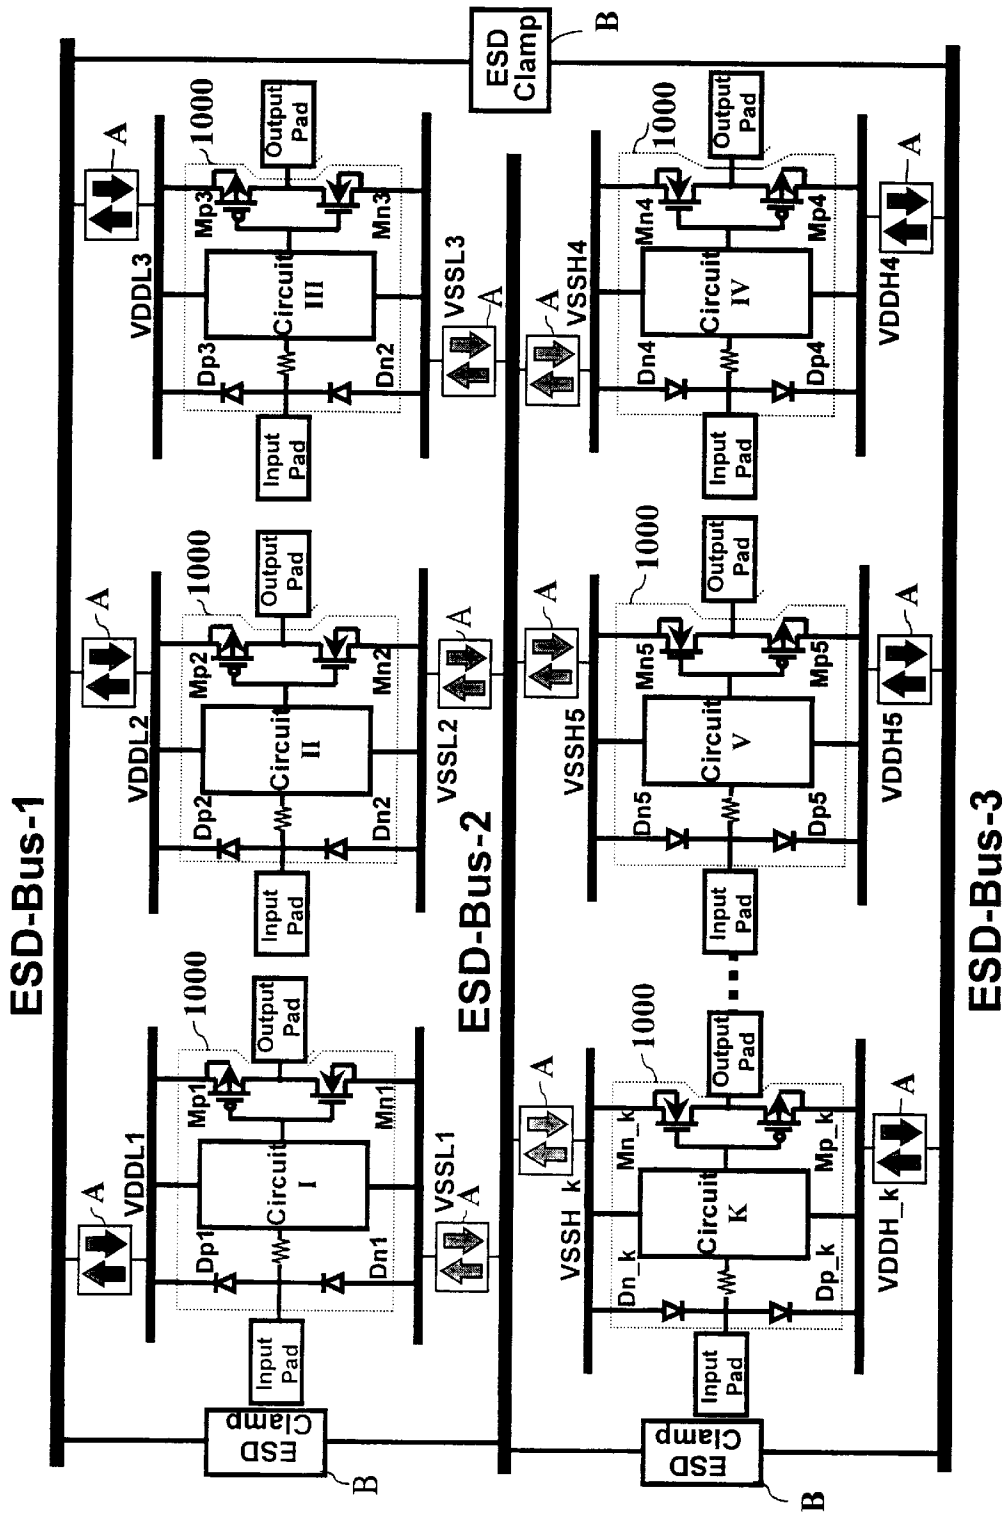 ESD-Bus-1
A
A
A
VDDL1
VDDL2
VDDL3
Dp1
Mp1
1000
Dp2
Mp2
1000
Dp3
Mp3
1000
ESD Clamp
B
Input Pad
Circuit I
Output Pad
Input Pad
Circuit II
Output Pad
Input Pad
Circuit III
Output Pad
Dn1
Mn1
Dn2
Mn2
Dn2
Mn3
VSSL1
A
VSSL2
A
VSSL3
A
ESD-Bus-2
ESD Clamp
B
A
A
A
VSSH_k
VSSH5
VSSH4
Dn_k
Mn_k
1000
Dn5
Mn5
1000
Dn4
Mn4
1000
ESD Clamp
B
Input Pad
Circuit K
Output Pad
Input Pad
Circuit V
Output Pad
Input Pad
Circuit IV
Output Pad
Dp_k
Mp_k
Dp5
Mp5
Dp4
Mp4
VDDH_k
A
VDDH5
A
VDDH4
A
ESD-Bus-3